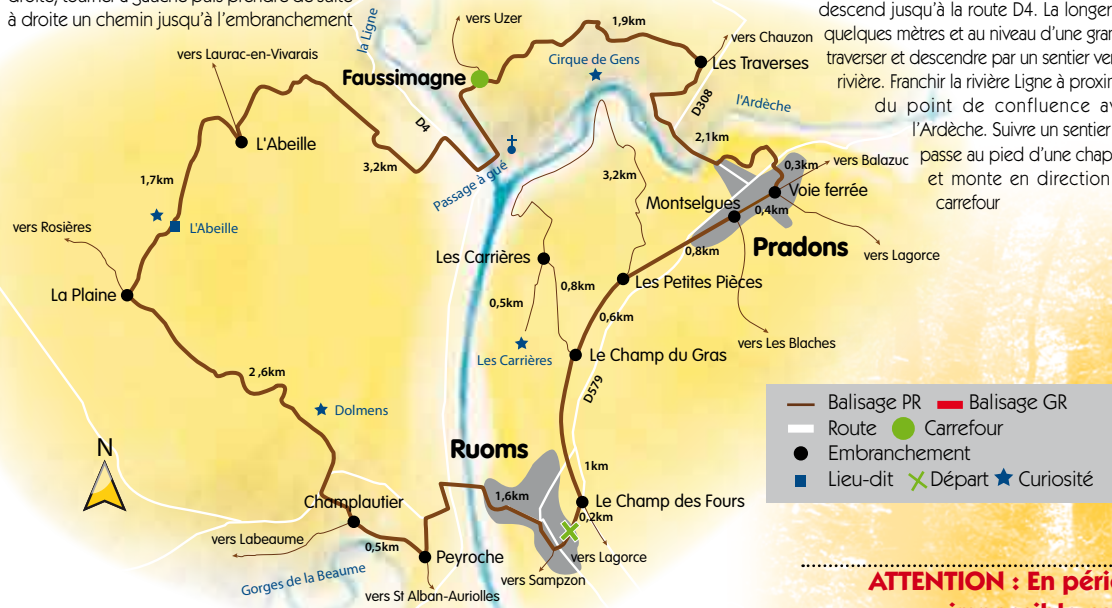 droite, tourner à gauche puis prendre de suite
à droite un chemin jusqu'à l'embranchement
descend jusqu'à la route D4. La longer
quelques mètres et au niveau d'une
traverser et descendre par un sentier
rivière. Franchir la rivière Ligne à
du point de confluence
l'Ardèche. Suivre un sentier
passe au pied d'une
et monte en direction
carrefour
vers Uzer
1,9km
la Ligne
vers Laurac-en-Vivarais
Faussimagne
Cirque de Gens
vers Chauzon
Les Traverses
D308
l'Ardèche
D4
L'Abeille
2,1km
3,2km
Passage à gué
3,2km
0,3km
vers Balazuc
1,7km
Voie ferrée
Montselgues
0,4km
L'Abeille
vers Rosières
0,8km
Pradons
vers Lagorce
Les Carrières
0,8km
Les Petites Pièces
La Plaine
0,5km
0,6km
vers Les Blaches
Les Carrières
Le Champ du Gras
2,6km
D579
Dolmens
Balisage PR
Balisage GR
Route
Carrefour
Embranchement
Lieu-dit
Départ
Curiosité
N
Ruoms
1km
1,6km
Le Champ des Fours
Champlautier
0,2km
vers Labeaume
0,5km
Peyroche
vers Lagorce
vers Sampzon
Gorges de la Beaume
vers St Alban-Auriolles
ATTENTION : En